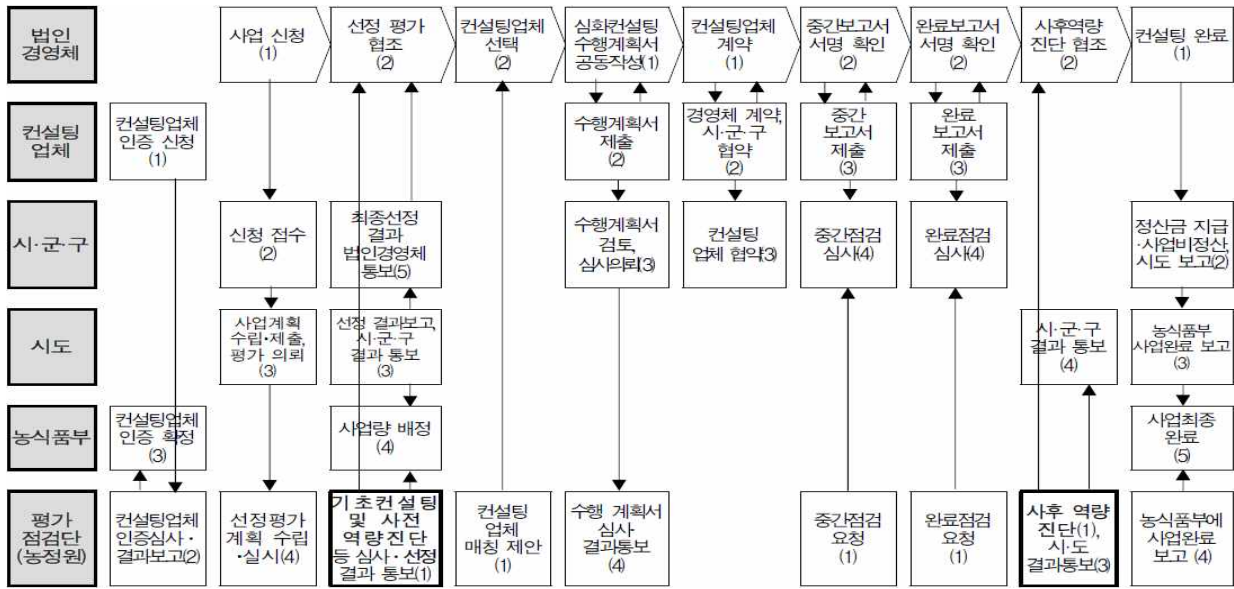 법인
경영체
사업 신청
(1)
선정 평가
협조
(2)
컨설팅업체
선택
(2)
심화컨설팅
수행계획서
공동작성(1)
컨설팅업체
계약
(1)
중간보고서
서명 확인
(2)
완료보고서
서명 확인
(2)
사후역량
진단 협조
(2)
컨설팅 완료
(1)
컨설팅
업체
컨설팅업체
인증 신청
(1)
수행계획서
제출
(2)
경영체 계약,
시·군·구
협약
(2)
중간
보고서
제출
(3)
완료
보고서
제출
(3)
시·군·구
신청 접수
(2)
최종선정
결과
법인경영체
통보(5)
수행계획서
검토,
심사의뢰(3)
컨설팅
업체 협약(3)
중간점검
심사(4)
완료점검
심사(4)
정산금 지급
·사업비정산,
시도 보고(2)
시도
사업계획
수립·제출,
평가 의뢰
(3)
선정 결과보고,
시·군·구
결과 통보
(3)
시·군·구
결과 통보
(4)
농식품부
사업완료 보고
(3)
농식품부
컨설팅업체
인증 확정
(3)
사업량 배정
(4)
사업최종
완료
(5)
평가
점검단
(농정원)
컨설팅업체
인증심사·
결과보고(2)
선정평가
계획 수립
·실시(4)
기초컨설팅
및 사전
역량진단
등 심사·선정
결과 통보(1)
컨설팅
업체
매칭 제안
(1)
수행 계획서
심사·
결과통보
(4)
중간점검
요청
(1)
완료점검
요청
(1)
사후 역량
진단(1),
시·도
결과통보(3)
농식품부에
사업완료
보고 (4)